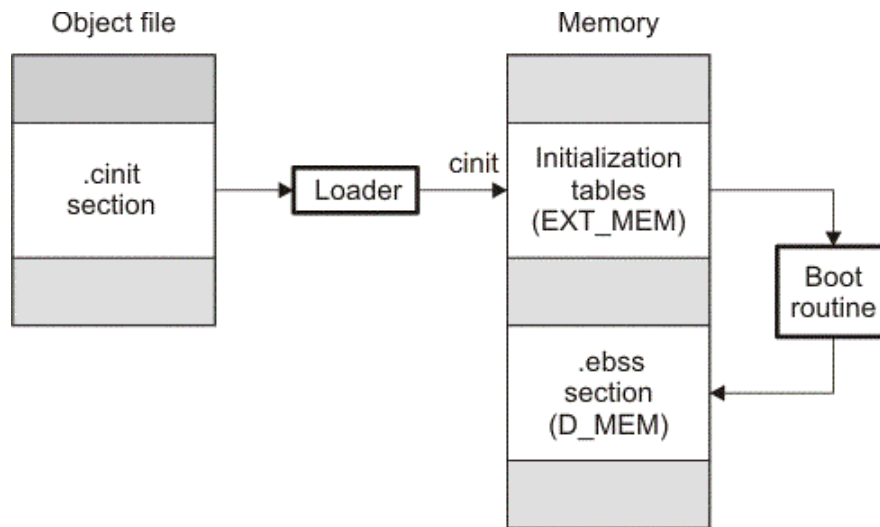 Object file
Memory
.cinit
section
Loader
cinit
Initialization
tables
(EXT_MEM)
Boot
routine
.ebss
section
(D_MEM)